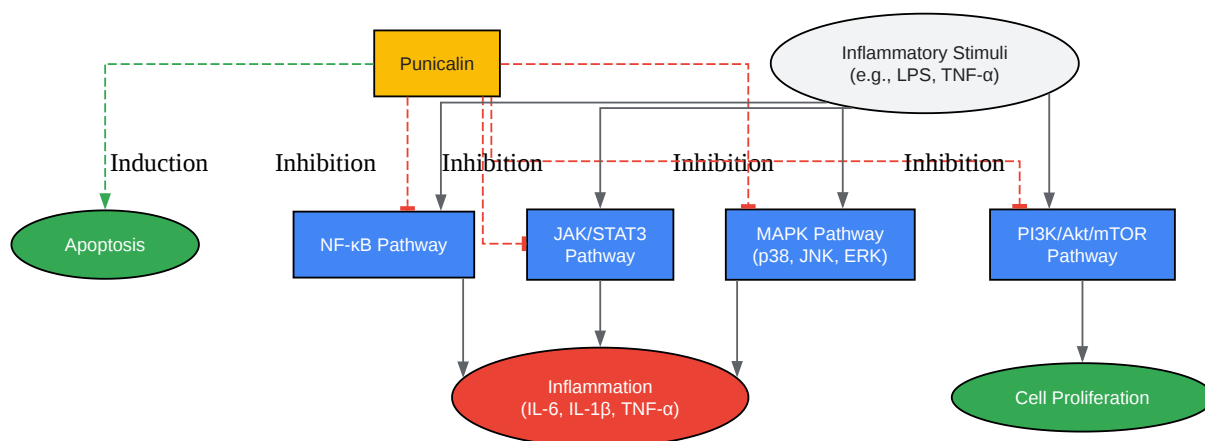 Punicalin
Inflammatory Stimuli
(e.g., LPS, TNF-α)
Induction
Inhibition
Inhibition
Inhibition
Inhibition
Apoptosis
NF-κB Pathway
JAK/STAT3
Pathway
MAPK Pathway
(p38, JNK, ERK)
PI3K/Akt/mTOR
Pathway
Inflammation
(IL-6, IL-1β, TNF-α)
Cell Proliferation